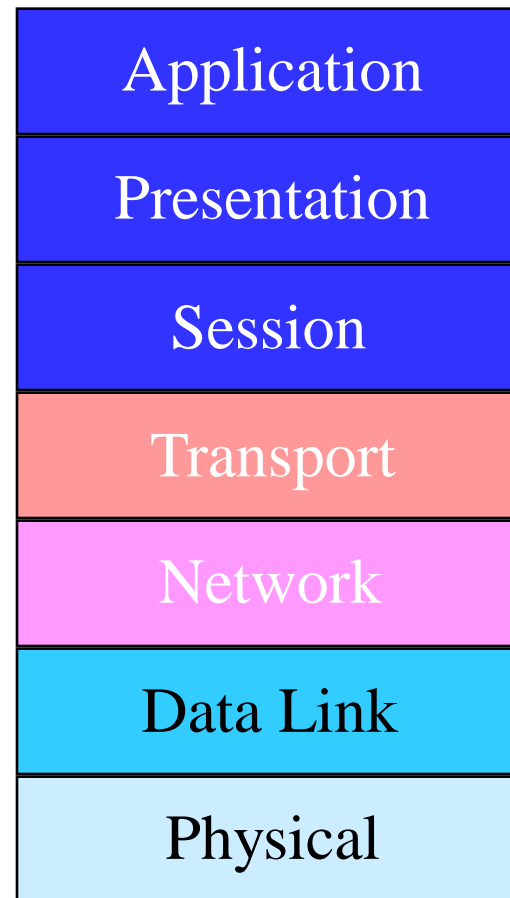 Application
Presentation
Session
Transport
Network
Data Link
Physical